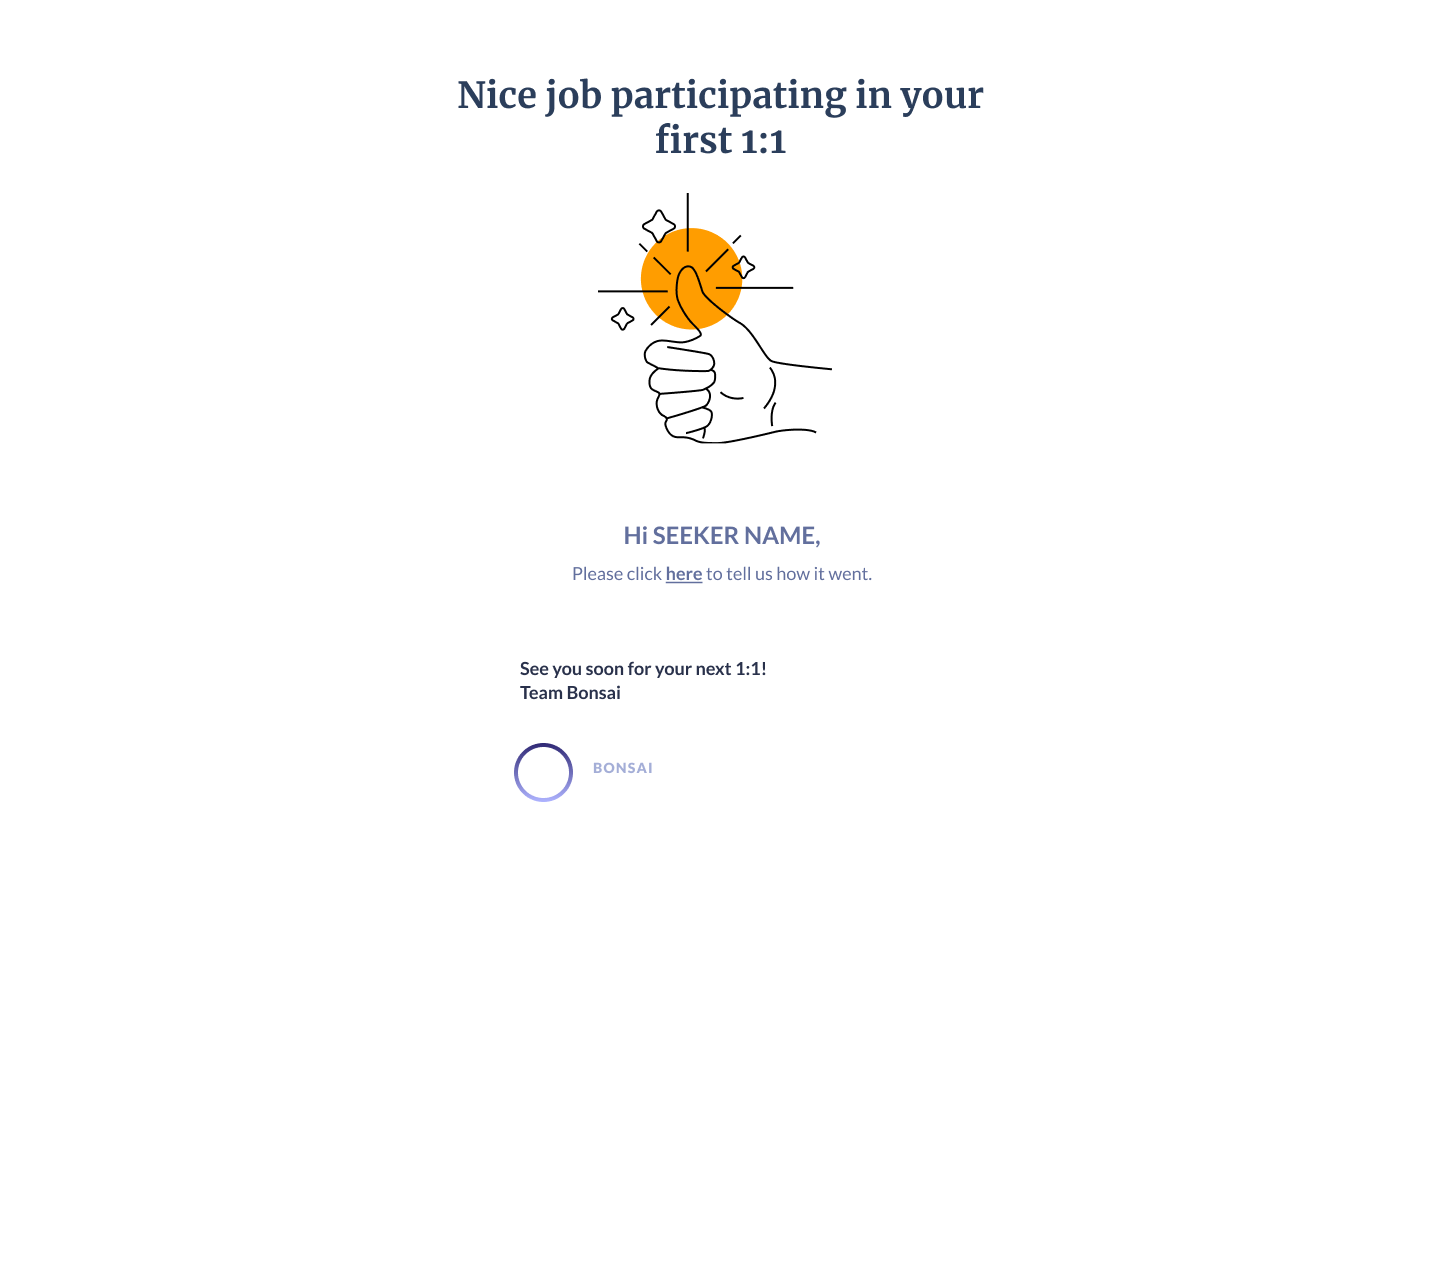 Nice job participating in your
first 1:1
Hi SEEKER NAME,
Please click here to tell us how it went.
See you soon for your next 1:1!
Team Bonsai
BONSAI